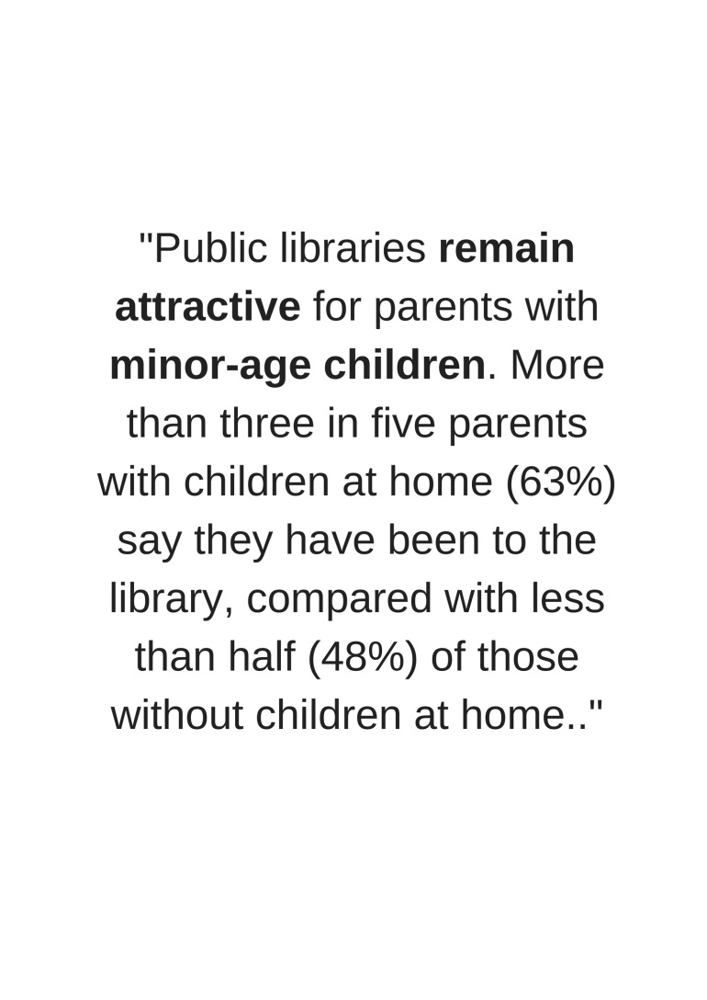 "Public libraries remain
attractive for parents with
minor-age children. More
than three in five parents
with children at home (63%)
say they have been to the
library, compared with less
than half (48%) of those
without children at home.."